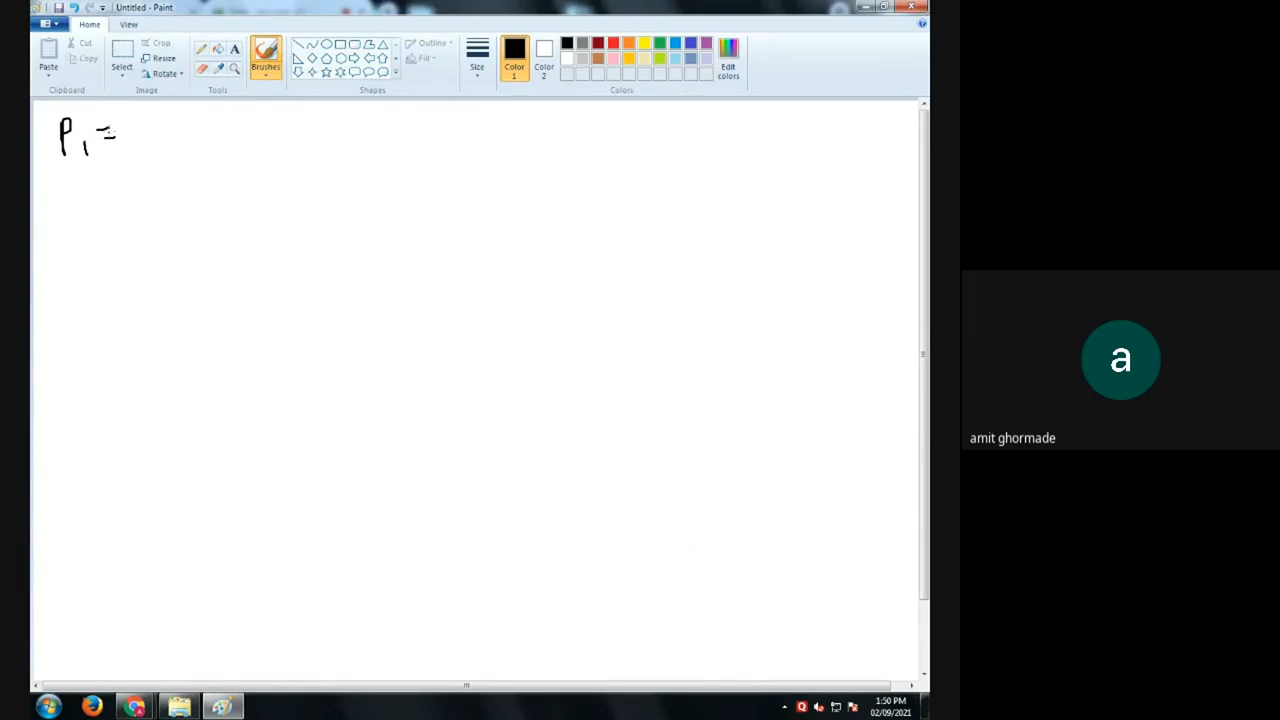 Untitled - Paint
Home
View
Paste
Cut
Copy
Clipboard
Select
Crop
Resize
Rotate
Image
A
Tools
Brushes
Outline
Fill
Shapes
Size
Color
1
Color
2
Edit
colors
Colors
P₁ =
a
amit ghormade
1:50 PM
02/09/2021